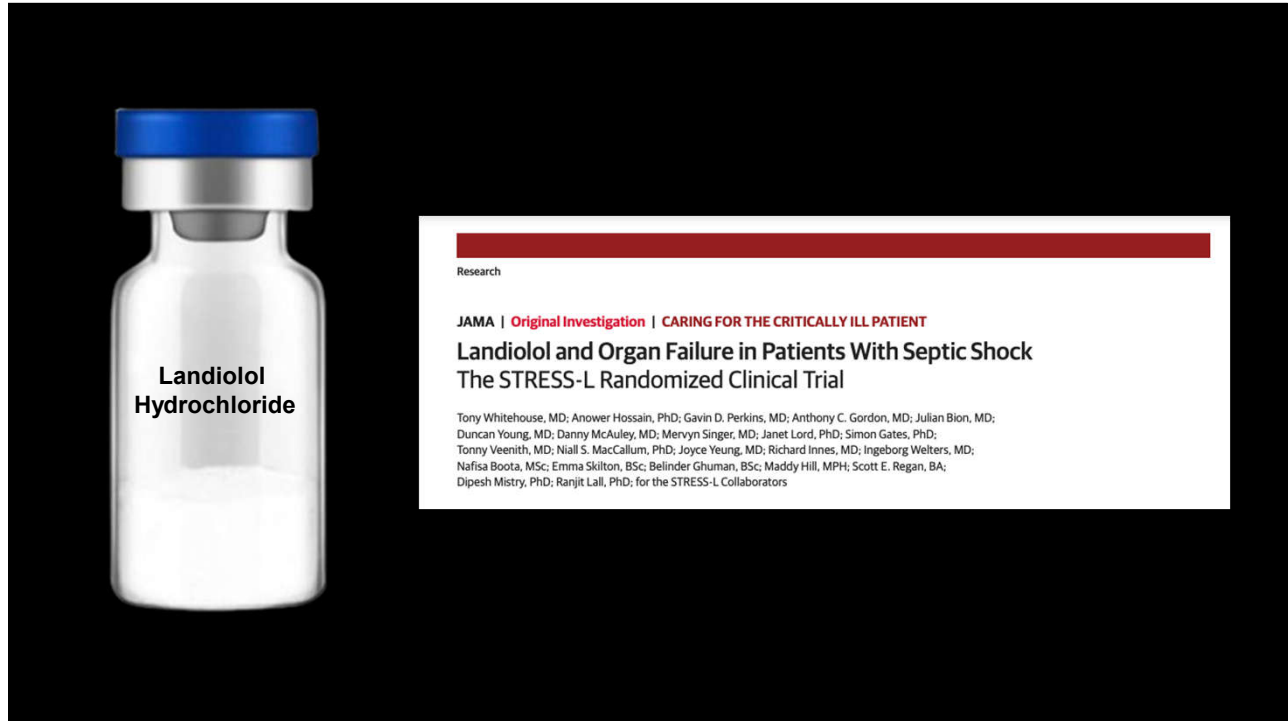 Landiolol
Hydrochloride
Research
JAMA | Original Investigation | CARING FOR THE CRITICALLY ILL PATIENT
Landiolol and Organ Failure in Patients With Septic Shock
The STRESS-L Randomized Clinical Trial
Tony Whitehouse, MD; Anower Hossain, PhD; Gavin D. Perkins, MD; Anthony C. Gordon, MD; Julian Bion, MD;
Duncan Young, MD; Danny McAuley, MD; Mervyn Singer, MD; Janet Lord, PhD; Simon Gates, PhD;
Tonny Veenith, MD; Niall S. MacCallum, PhD; Joyce Yeung, MD; Richard Innes, MD; Ingeborg Welters, MD;
Nafisa Boota, MSc; Emma Skilton, BSc; Belinder Ghuman, BSc; Maddy Hill, MPH; Scott E. Regan, BA;
Dipesh Mistry, PhD; Ranjit Lall, PhD; for the STRESS-L Collaborators